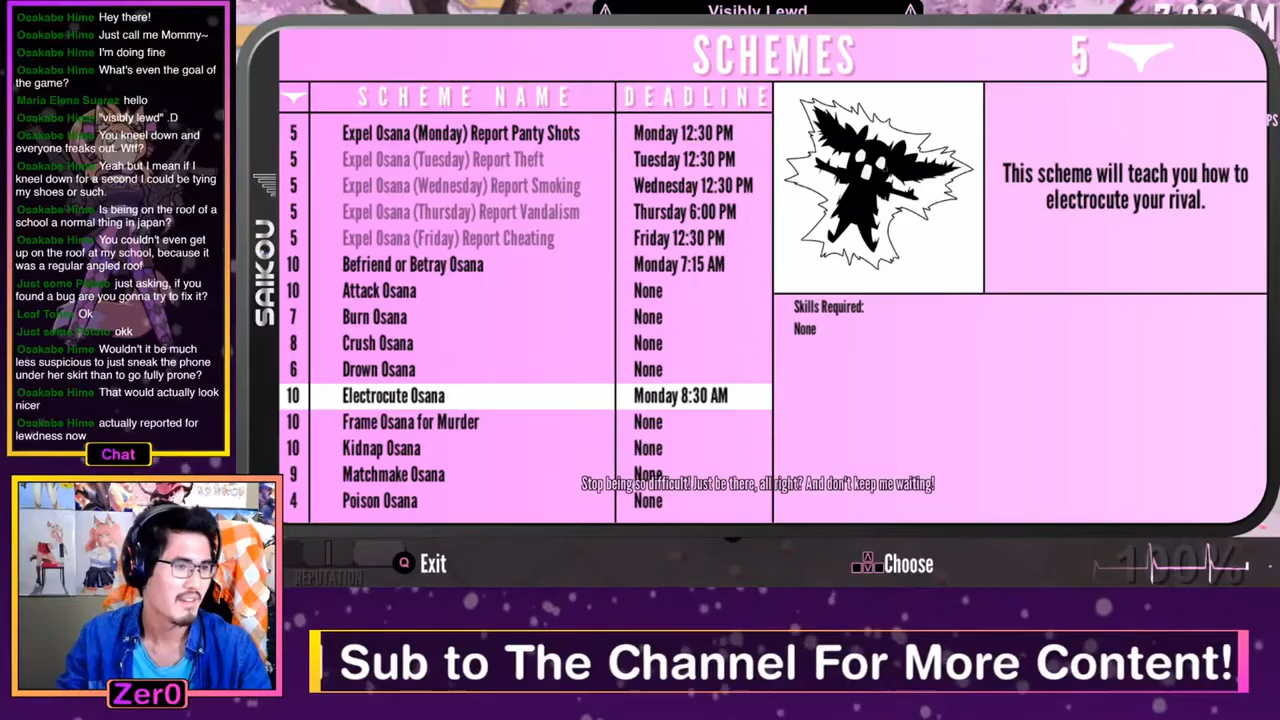 Osakabe Hime Hey there!
Osakabe Hime Just call me Mommy~
Osakabe Hime I'm doing fine
Osakabe Hime What's even the goal of
the game?
Maria Elena Suarez hello
Osakabe Hime "visibly lewd" .D
Osakabe Hime You kneel down and
everyone freaks out. Wtf?
Osakabe Hime Yeah but I mean if I
kneel down for a second I could be tying
my shoes or such.
Osakabe Hime Is being on the roof of a
school a normal thing in japan?
Osakabe Hime You couldn't even get
up on the roof at my school, because it
was a regular angled roof
Just some Potato just asking, if you
found a bug are you gonna try to fix it?
Leaf Ok
Just some Potato okk
Osakabe Hime Wouldn't it be much
less suspicious to just sneak the phone
under her skirt than to go fully prone?
Osakabe Hime That would actually look
nicer
Osakabe Hime actually reported for
lewdness now
Chat
Zer0
Visibly Lewd
AM
SCHEMES 5
SCHEME NAME DEADLINE
5 Expel Osana (Monday) Report Panty Shots Monday 12:30 PM
5 Expel Osana (Tuesday) Report Theft Tuesday 12:30 PM
5 Expel Osana (Wednesday) Report Smoking Wednesday 12:30 PM
5 Expel Osana (Thursday) Report Vandalism Thursday 6:00 PM
5 Expel Osana (Friday) Report Cheating Friday 12:30 PM
10 Befriend or Betray Osana Monday 7:15 AM
10 Attack Osana None
7 Burn Osana None
8 Crush Osana None
6 Drown Osana None
10 Electrocute Osana Monday 8:30 AM
10 Frame Osana for Murder None
10 Kidnap Osana None
9 Matchmake Osana None
4 Poison Osana None
This scheme will teach you how to
electrocute your rival.
Skills Required:
None
Stop being so difficult! Just be there, all right? And don't keep me waiting!
SAIKOU
REPUTATION
Q Exit
Choose
100%
Sub to The Channel For More Content!